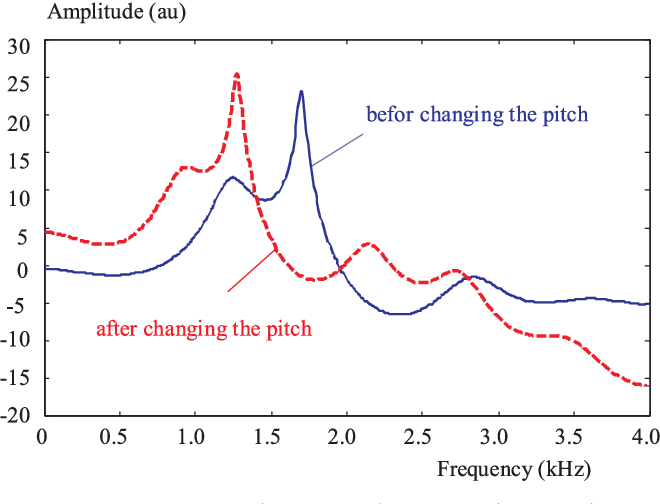 Amplitude (au)
30
25
20
15
10
5
0
-5
-10
-15
-20
befor changing the pitch
after changing the pitch
0 0.5 1.0 1.5 2.0 2.5 3.0 3.5 4.0
Frequency (kHz)